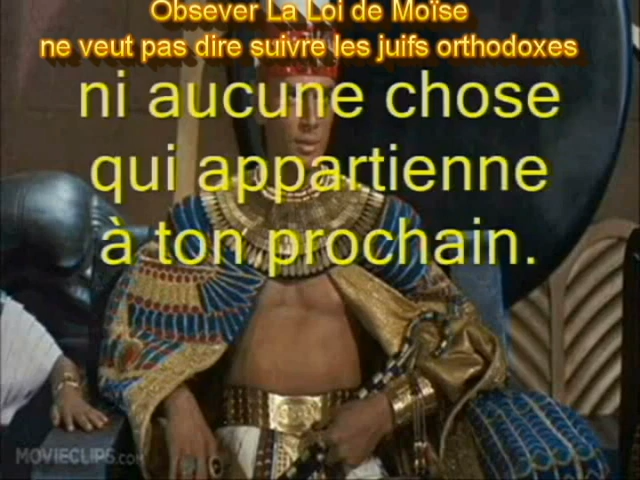 Obsever La Loi de Moïse
ne veut pas dire suivre les juifs orthodoxes
ni aucune chose
qui appartienne
à ton prochain.
MOVIECLIPS.com